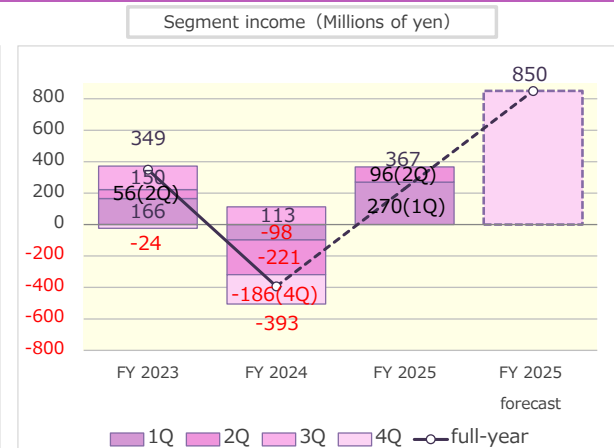 Segment income（Millions of yen）
800
600
400
200
0
-200
-400
-600
-800
349
150
56(2Q)
166
-24
113
-98
-221
-186(4Q)
-393
367
96(2Q)
270(1Q)
850
FY 2023
FY 2024
FY 2025
FY 2025
forecast
1Q 2Q 3Q 4Q full-year